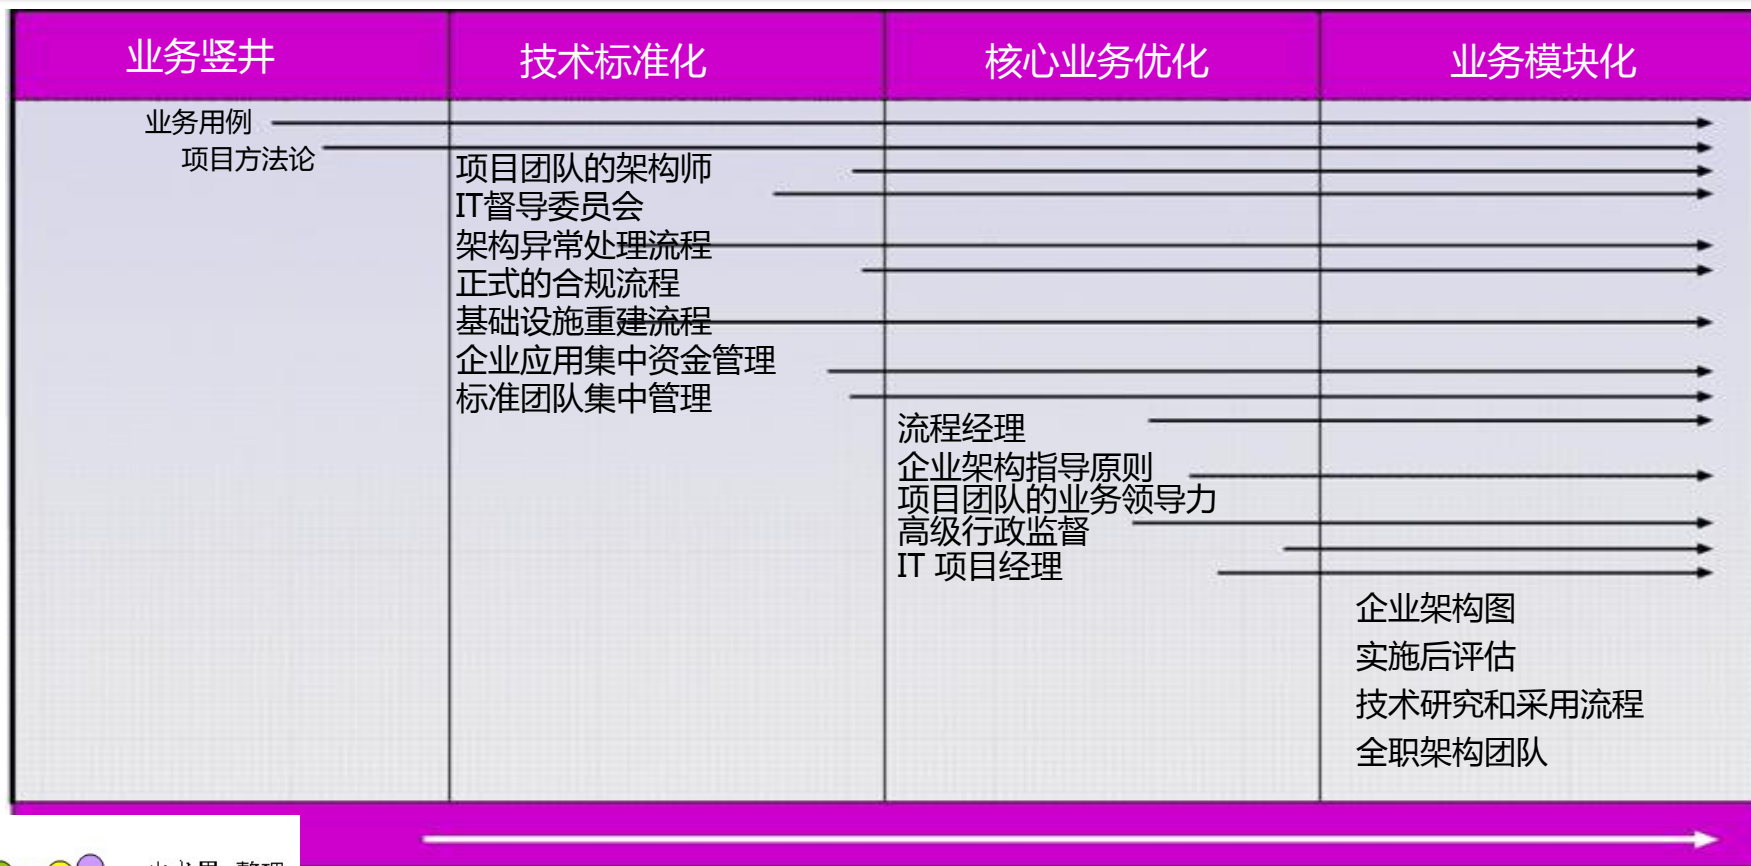 业务竖井
技术标准化
核心业务优化
业务模块化
业务用例
项目方法论
项目团队的架构师
IT督导委员会
架构异常处理流程
正式的合规流程
基础设施重建流程
企业应用集中资金管理
标准团队集中管理
流程经理
企业架构指导原则
项目团队的业务领导力
高级行政监督
IT 项目经理
企业架构图
实施后评估
技术研究和采用流程
全职架构团队